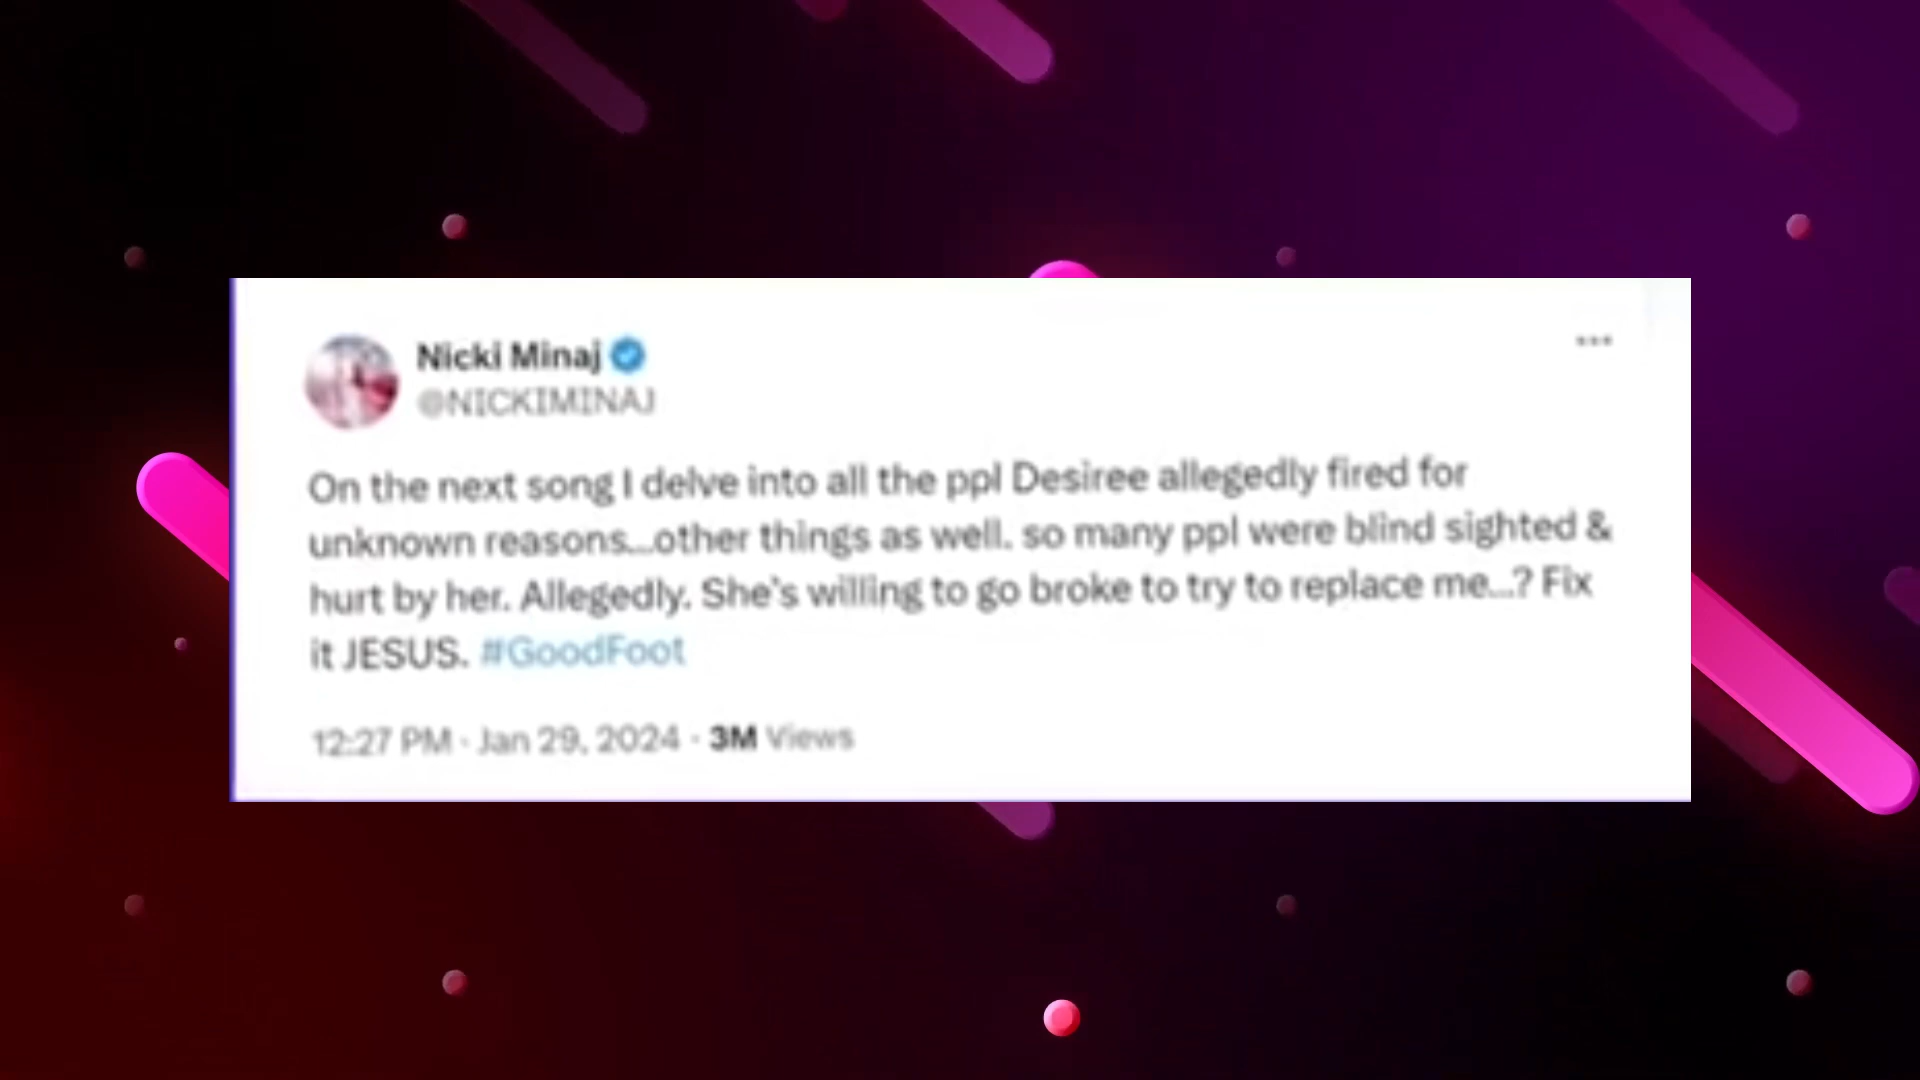 Nicki Minaj
@NICKIMINAJ
On the next song I delve into all the ppl Desiree allegedly fired for
unknown reasons...other things as well. so many ppl were blind sighted &
hurt by her. Allegedly. She's willing to go broke to try to replace me...? Fix
it JESUS. #GoodFoot
12:27 PM · Jan 29, 2024 · 3M Views